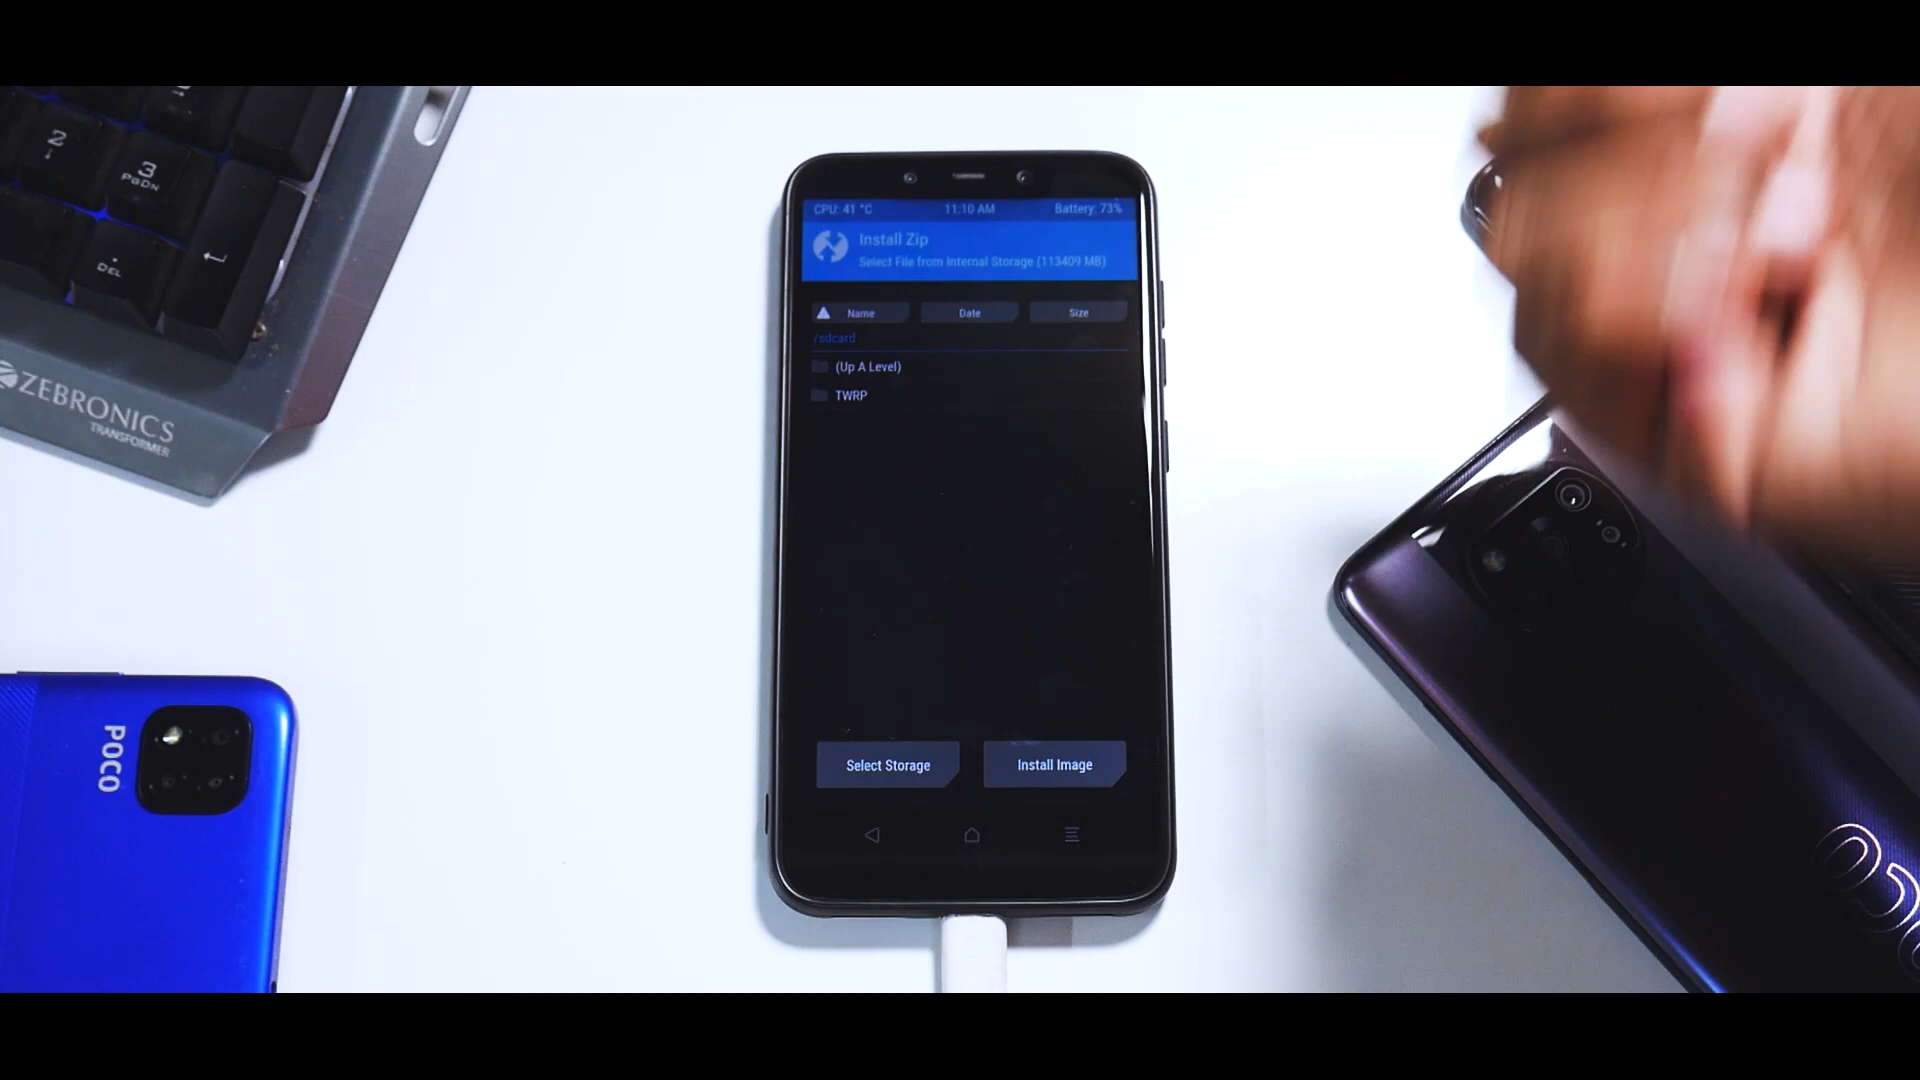 2
3
PgDn
.
DEL
ZEBRONICS
TRANSFORMER
POCO
CPU: 41 °C 11:10 AM Battery: 73%
Install Zip
Select File from Internal Storage (113409 MB)
Name Date Size
/sdcard
(Up A Level)
TWRP
Select Storage Install Image